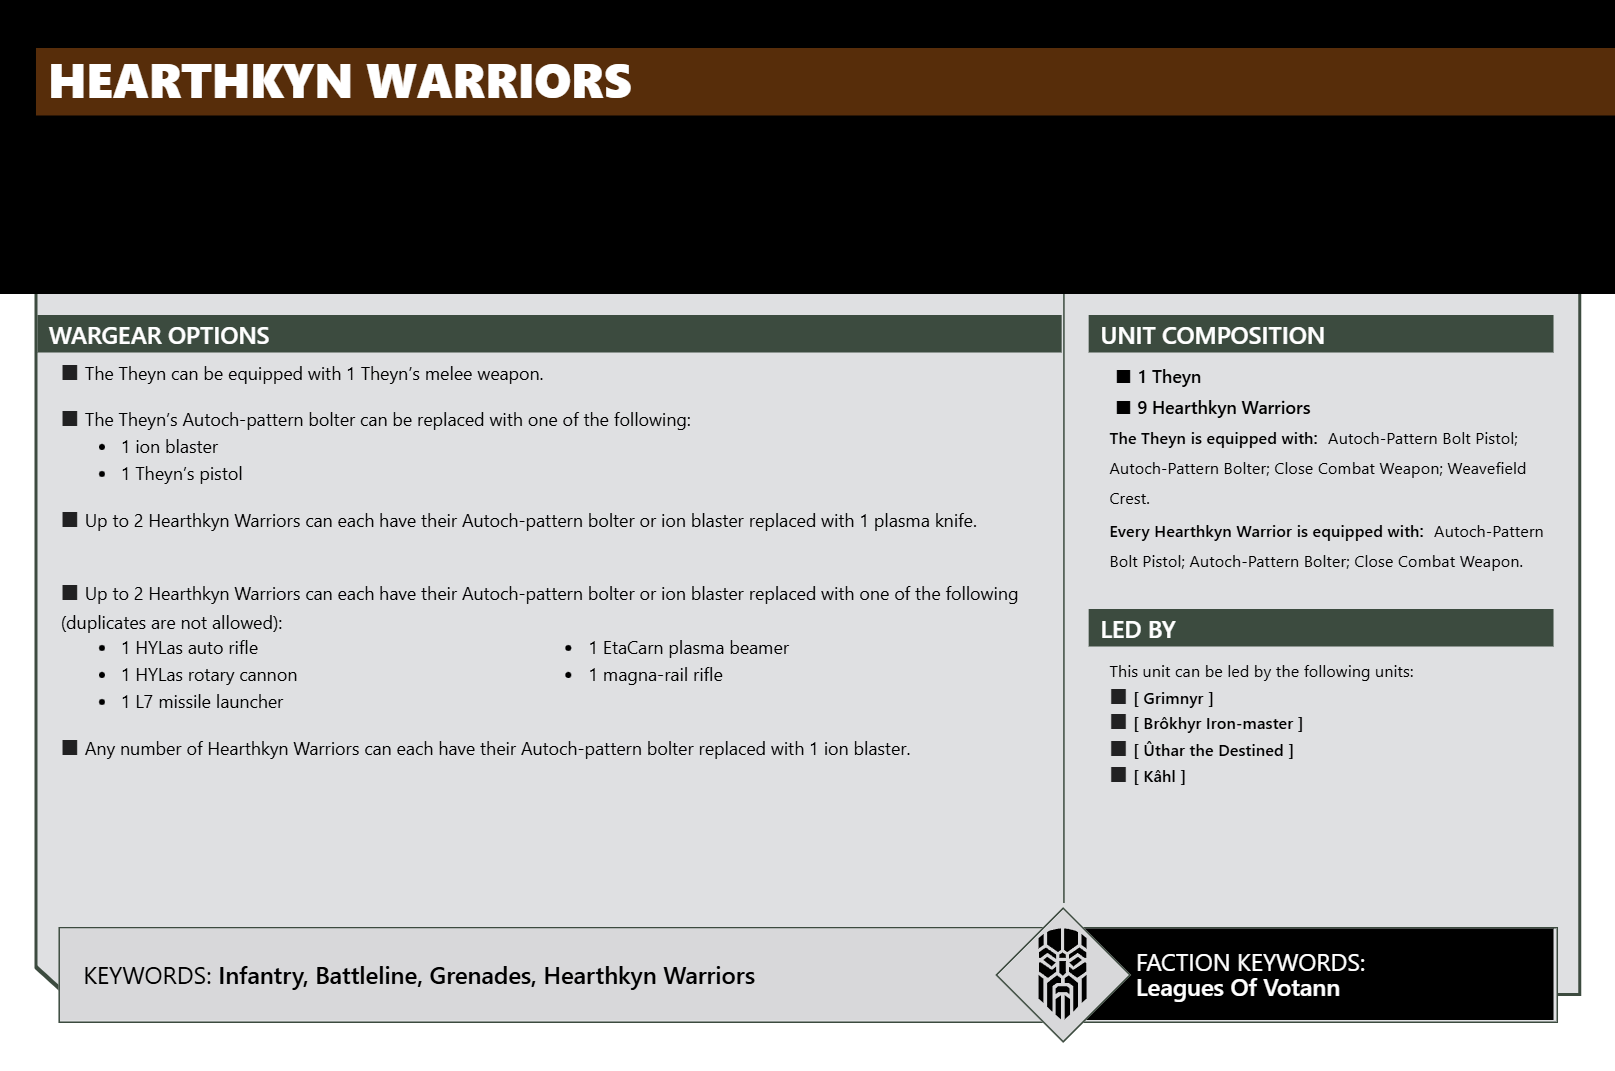 HEARTHKYN WARRIORS
WARGEAR OPTIONS
■ The Theyn can be equipped with 1 Theyn’s melee weapon.
■ The Theyn’s Autoch-pattern bolter can be replaced with one of the following:
• 1 ion blaster
• 1 Theyn’s pistol
■ Up to 2 Hearthkyn Warriors can each have their Autoch-pattern bolter or ion blaster replaced with 1 plasma knife.
■ Up to 2 Hearthkyn Warriors can each have their Autoch-pattern bolter or ion blaster replaced with one of the following
(duplicates are not allowed):
• 1 HYLas auto rifle
• 1 HYLas rotary cannon
• 1 L7 missile launcher
• 1 EtaCarn plasma beamer
• 1 magna-rail rifle
■ Any number of Hearthkyn Warriors can each have their Autoch-pattern bolter replaced with 1 ion blaster.
UNIT COMPOSITION
■ 1 Theyn
■ 9 Hearthkyn Warriors
The Theyn is equipped with: Autoch-Pattern Bolt Pistol;
Autoch-Pattern Bolter; Close Combat Weapon; Weavefield
Crest.
Every Hearthkyn Warrior is equipped with: Autoch-Pattern
Bolt Pistol; Autoch-Pattern Bolter; Close Combat Weapon.
LED BY
This unit can be led by the following units:
■ [ Grimnyr ]
■ [ Brôkhyr Iron-master ]
■ [ Ûthar the Destined ]
■ [ Kâhl ]
KEYWORDS: Infantry, Battleline, Grenades, Hearthkyn Warriors
FACTION KEYWORDS:
Leagues Of Votann